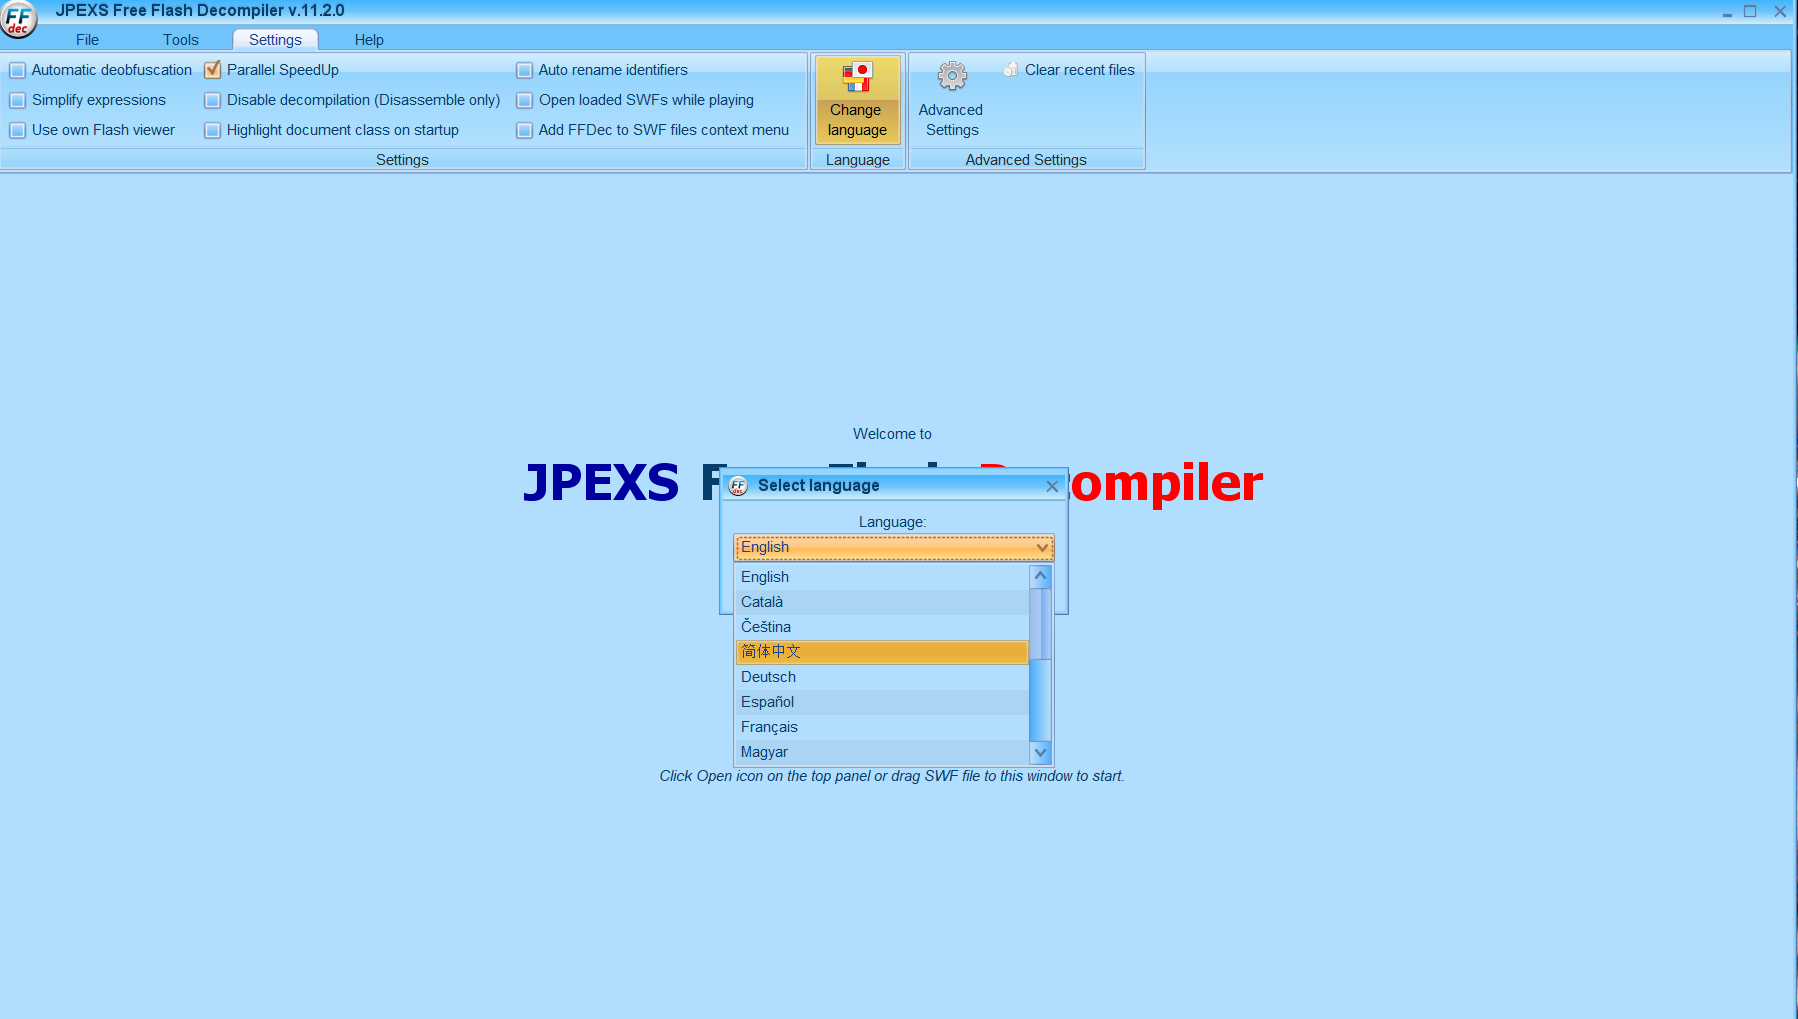 JPEXS Free Flash Decompiler v.11.2.0
File Tools Settings Help
Automatic deobfuscation Parallel SpeedUp Auto rename identifiers
Simplify expressions Disable decompilation (Disassemble only) Open loaded SWFs while playing
Use own Flash viewer Highlight document class on startup Add FFDec to SWF files context menu
Settings
Change
language
Language
Advanced
Settings
Clear recent files
Advanced Settings
Welcome to
JPEXS
ompiler
FF
dec
Select language
Language:
English
English
Català
Čeština
简体中文
Deutsch
Español
Français
Magyar
Click Open icon on the top panel or drag SWF file to this window to start.